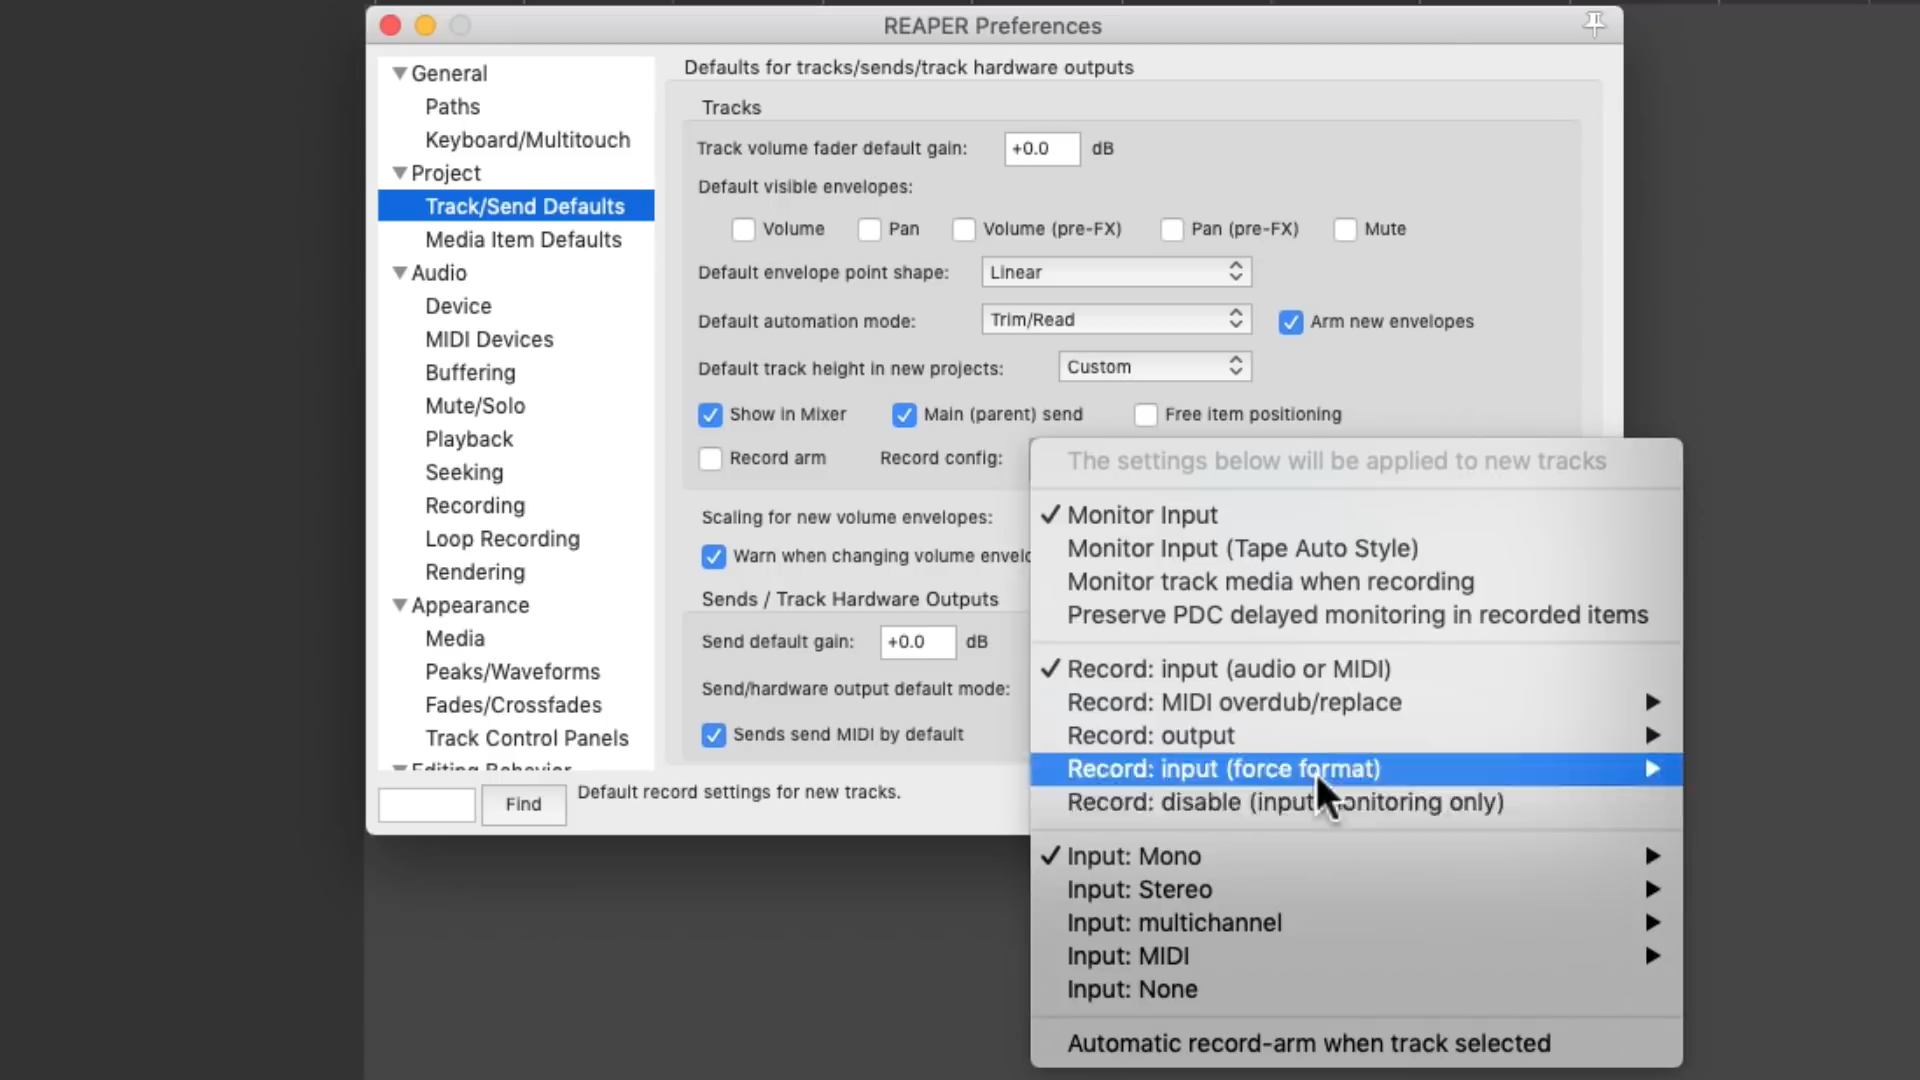 REAPER Preferences
General
Paths
Keyboard/Multitouch
Project
Track/Send Defaults
Media Item Defaults
Audio
Device
MIDI Devices
Buffering
Mute/Solo
Playback
Seeking
Recording
Loop Recording
Rendering
Appearance
Media
Peaks/Waveforms
Fades/Crossfades
Track Control Panels
Editing Behavior
Find
Defaults for tracks/sends/track hardware outputs
Tracks
Track volume fader default gain: +0.0 dB
Default visible envelopes:
Volume Pan Volume (pre-FX) Pan (pre-FX) Mute
Default envelope point shape: Linear
Default automation mode: Trim/Read Arm new envelopes
Default track height in new projects: Custom
Show in Mixer Main (parent) send Free item positioning
Record arm Record config:
Scaling for new volume envelopes:
Warn when changing volume envelo
Sends / Track Hardware Outputs
Send default gain: +0.0 dB
Send/hardware output default mode:
Sends send MIDI by default
Default record settings for new tracks.
The settings below will be applied to new tracks
Monitor Input
Monitor Input (Tape Auto Style)
Monitor track media when recording
Preserve PDC delayed monitoring in recorded items
Record: input (audio or MIDI)
Record: MIDI overdub/replace
Record: output
Record: input (force format)
Record: disable (input monitoring only)
Input: Mono
Input: Stereo
Input: multichannel
Input: MIDI
Input: None
Automatic record-arm when track selected